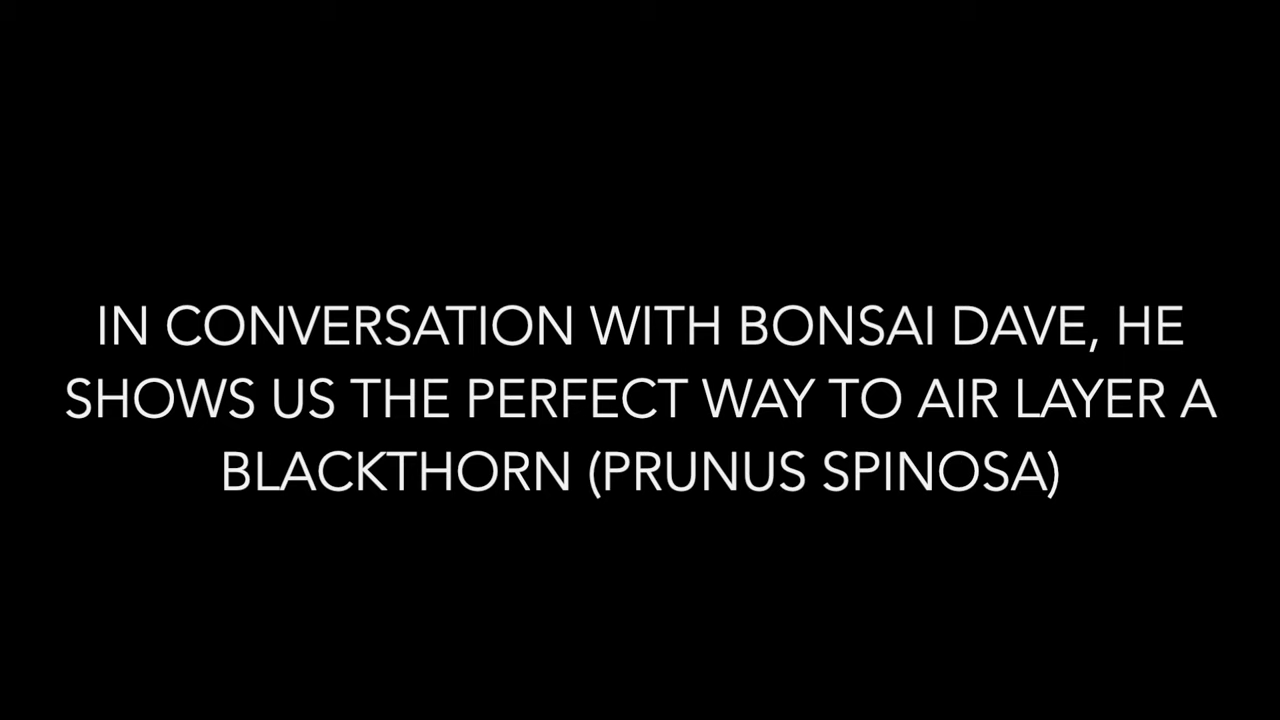 IN CONVERSATION WITH BONSAI DAVE, HE
SHOWS US THE PERFECT WAY TO AIR LAYER A
BLACKTHORN (PRUNUS SPINOSA)